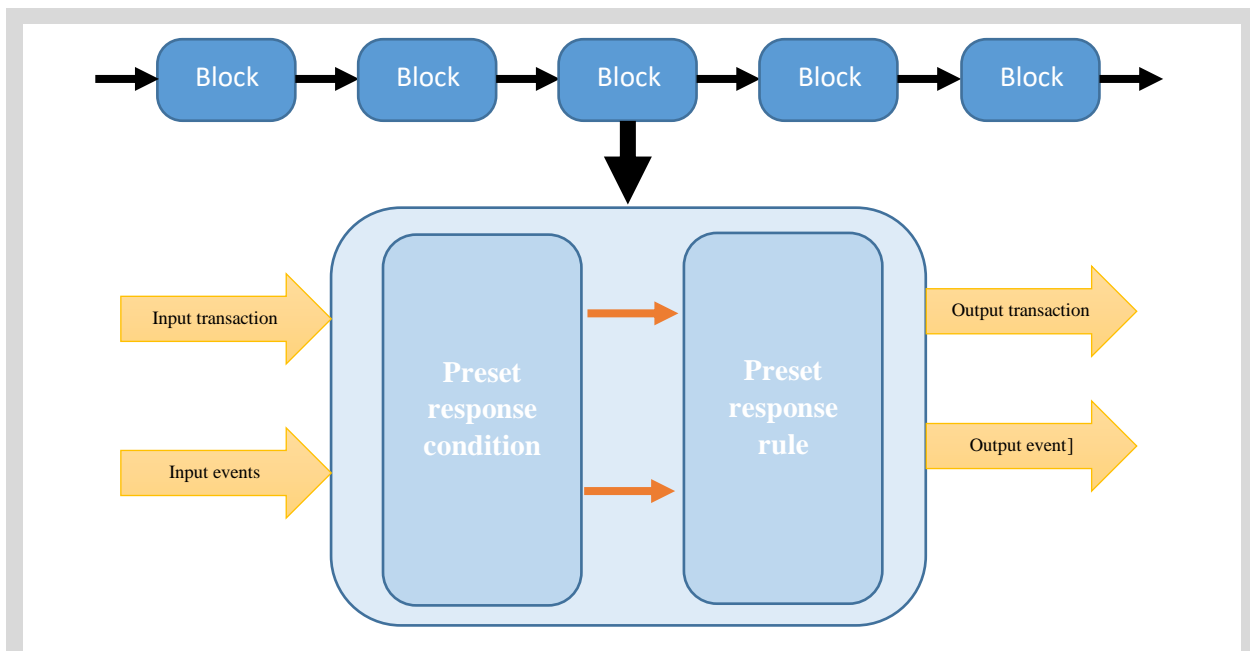 Block Block Block Block Block
Input transaction
Input events
Preset
response
condition
Preset
response
rule
Output transaction
Output event]